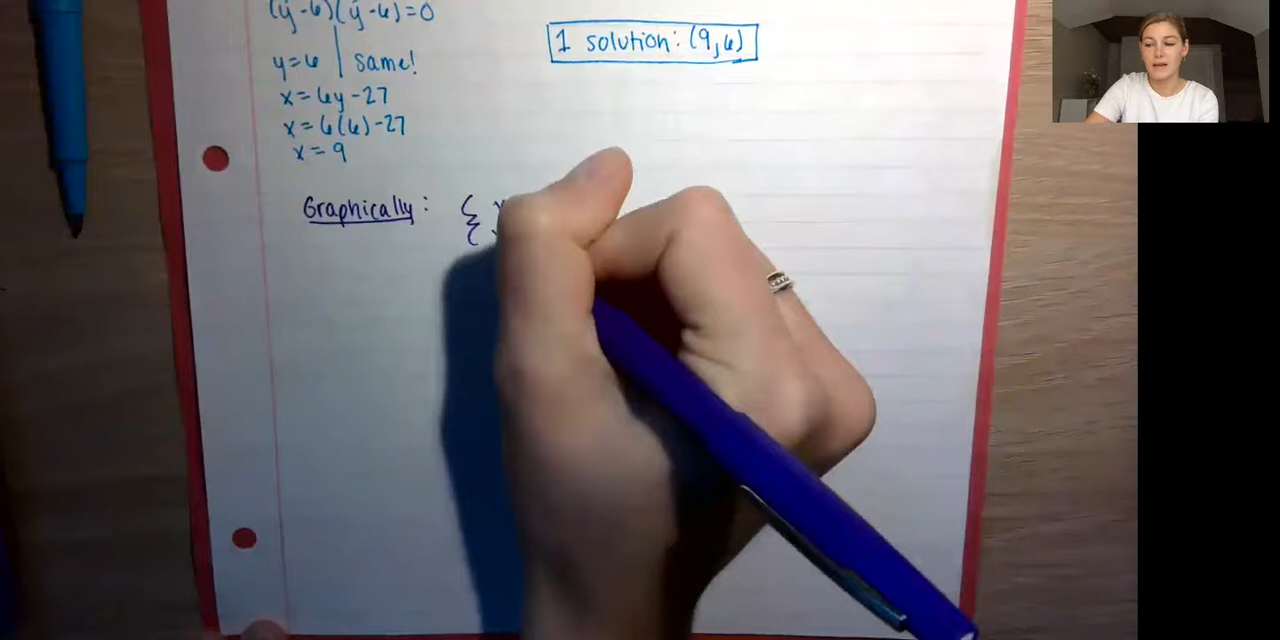 (y-6)(y-6)=0
1 solution: (9,6)
y=6 | same!
x=6y-27
x=6(6)-27
x=9
Graphically: {